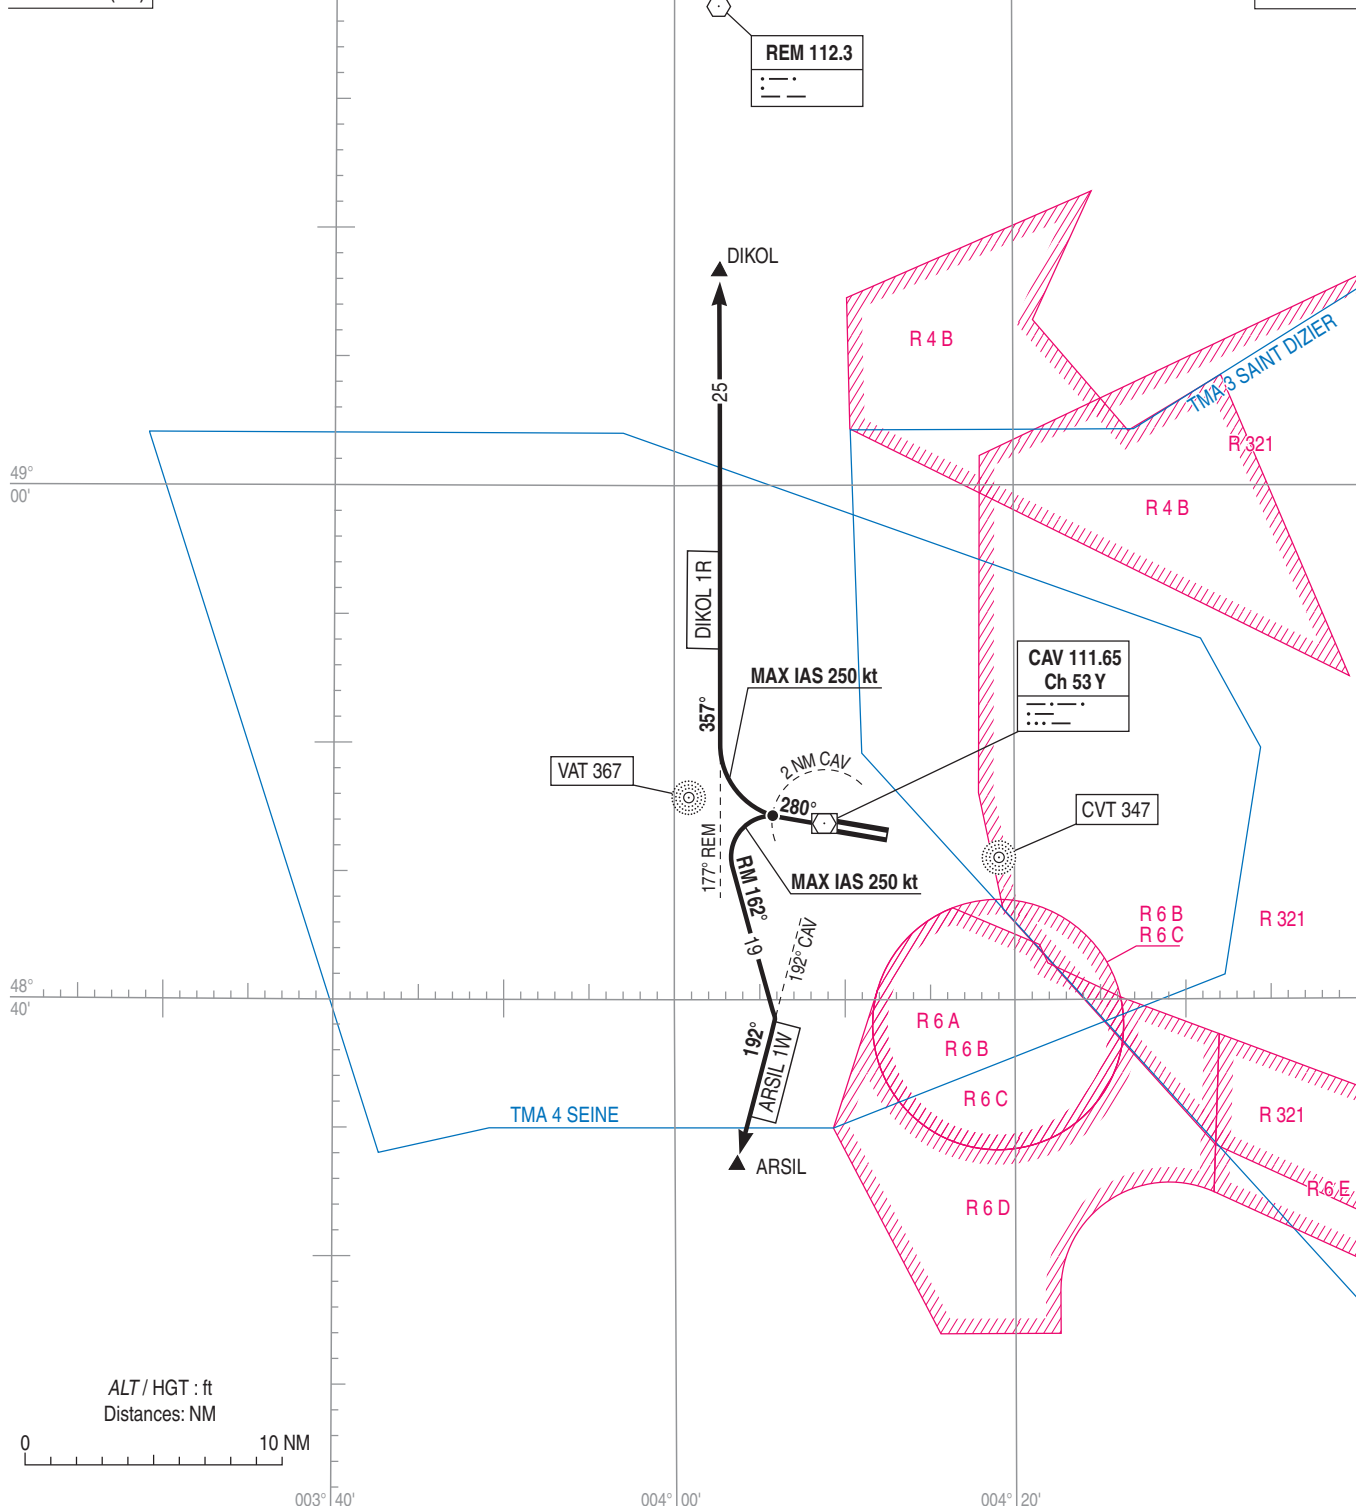 REM 112.3
DIKOL
R 4 B
TMA 3 SAINT DIZIER
25
R 321
49°
00'
R 4 B
DIKOL 1R
CAV 111.65
Ch 53 Y
MAX IAS 250 kt
357°
VAT 367
2 NM CAV
280°
CVT 347
177° REM
RM 162°
MAX IAS 250 kt
R 6 B
R 6 C
R 321
19
192° CAV
48°
40'
R 6 A
192°
R 6 B
ARSIL 1W
R 6 C
TMA 4 SEINE
R 321
ARSIL
R 6 E
R 6 D
ALT / HGT : ft
Distances: NM
0 10 NM
003° 40' 004° 00' 004° 20'